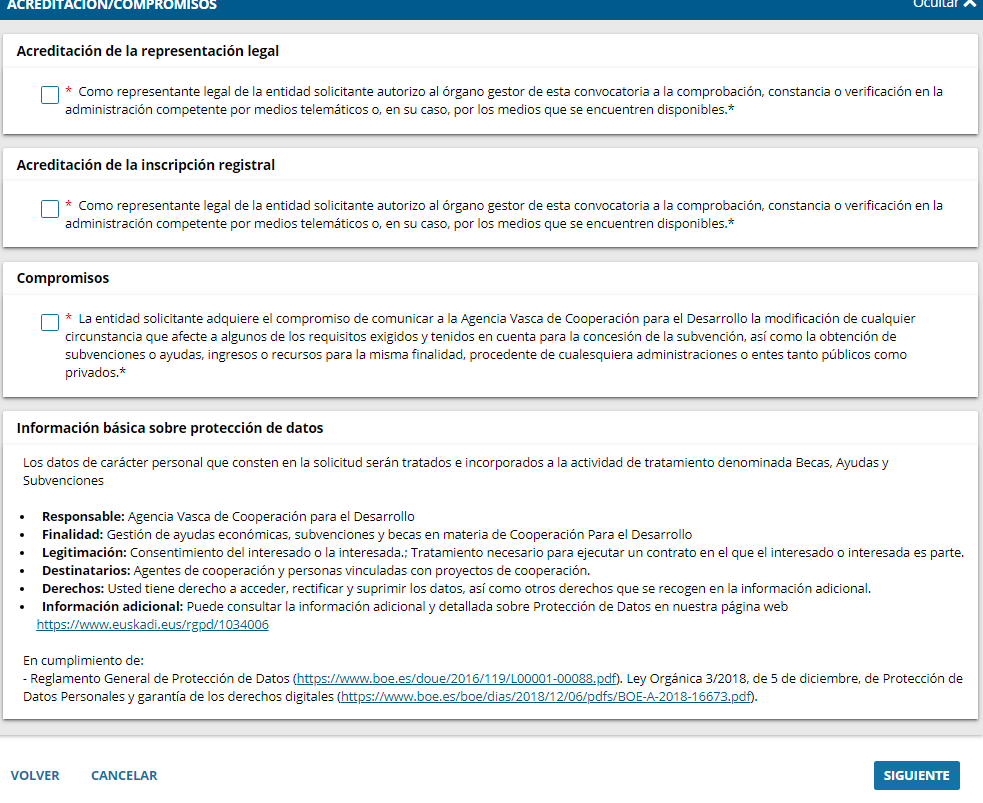 ACREDITACIÓN/COMPROMISOS
Ocultar
Acreditación de la representación legal
* Como representante legal de la entidad solicitante autorizo al órgano gestor de esta convocatoria a la comprobación, constancia o verificación en la
administración competente por medios telemáticos o, en su caso, por los medios que se encuentren disponibles.*
Acreditación de la inscripción registral
* Como representante legal de la entidad solicitante autorizo al órgano gestor de esta convocatoria a la comprobación, constancia o verificación en la
administración competente por medios telemáticos o, en su caso, por los medios que se encuentren disponibles.*
Compromisos
* La entidad solicitante adquiere el compromiso de comunicar a la Agencia Vasca de Cooperación para el Desarrollo la modificación de cualquier
circunstancia que afecte a algunos de los requisitos exigidos y tenidos en cuenta para la concesión de la subvención, así como la obtención de
subvenciones o ayudas, ingresos o recursos para la misma finalidad, procedente de cualesquiera administraciones o entes tanto públicos como
privados.*
Información básica sobre protección de datos
Los datos de carácter personal que consten en la solicitud serán tratados e incorporados a la actividad de tratamiento denominada Becas, Ayudas y
Subvenciones
• Responsable: Agencia Vasca de Cooperación para el Desarrollo
• Finalidad: Gestión de ayudas económicas, subvenciones y becas en materia de Cooperación Para el Desarrollo
• Legitimación: Consentimiento del interesado o la interesada.; Tratamiento necesario para ejecutar un contrato en el que el interesado o interesada es parte.
• Destinatarios: Agentes de cooperación y personas vinculadas con proyectos de cooperación.
• Derechos: Usted tiene derecho a acceder, rectificar y suprimir los datos, así como otros derechos que se recogen en la información adicional.
• Información adicional: Puede consultar la información adicional y detallada sobre Protección de Datos en nuestra página web
https://www.euskadi.eus/rgpd/1034006
En cumplimiento de:
- Reglamento General de Protección de Datos (https://www.boe.es/doue/2016/119/L00001-00088.pdf). Ley Orgánica 3/2018, de 5 de diciembre, de Protección de
Datos Personales y garantía de los derechos digitales (https://www.boe.es/boe/dias/2018/12/06/pdfs/BOE-A-2018-16673.pdf).
VOLVER
CANCELAR
SIGUIENTE